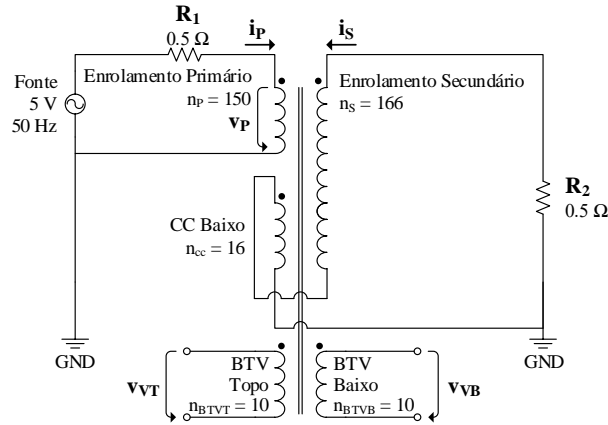 R1
0.5 Ω
iP
iS
Fonte
5 V
50 Hz
Enrolamento Primário
nP = 150
vP
Enrolamento Secundário
nS = 166
R2
0.5 Ω
CC Baixo
ncc = 16
GND
GND
vVT
BTV
Topo
nBTVT = 10
BTV
Baixo
nBTVB = 10
vVB